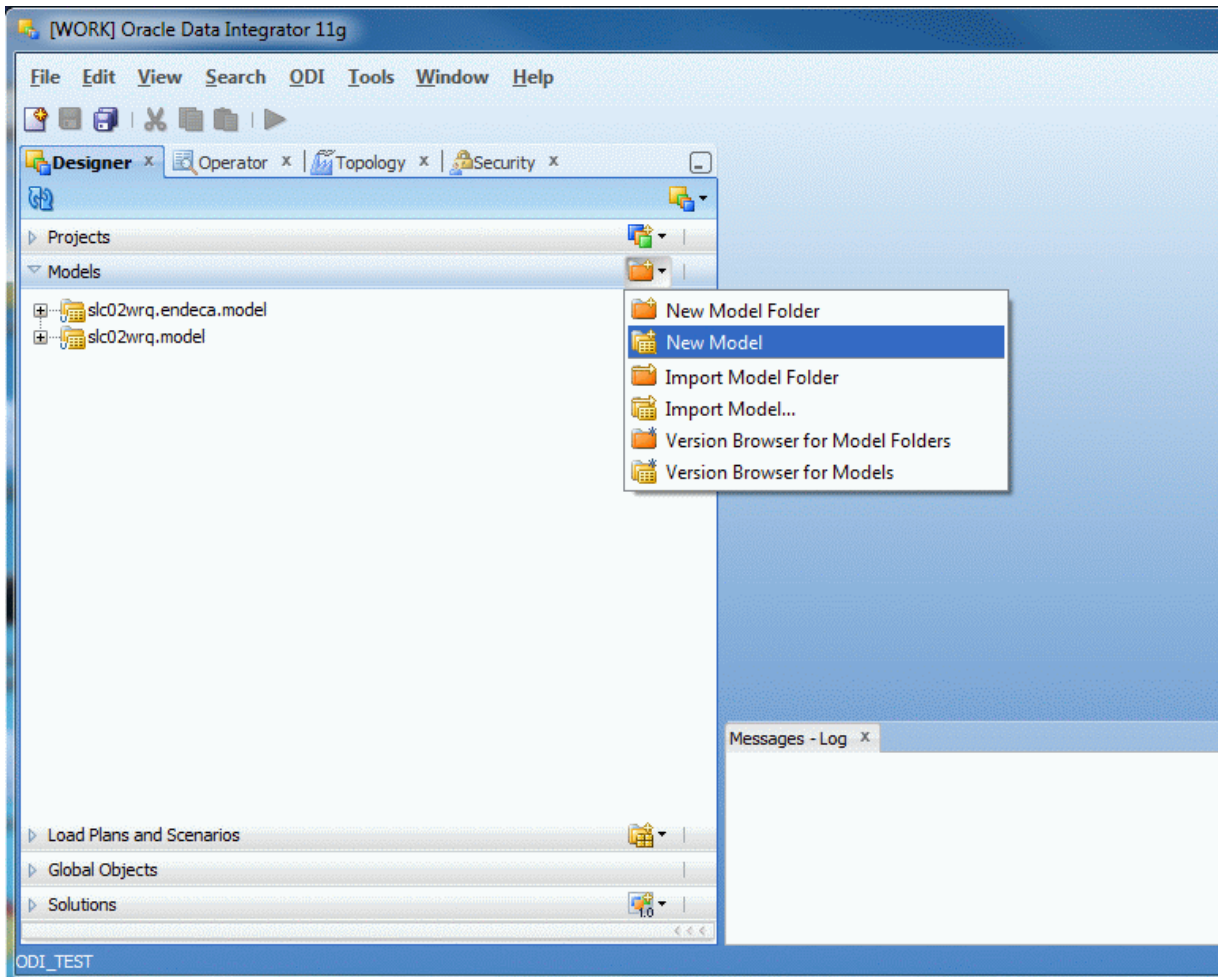 [WORK] Oracle Data Integrator 11g
File Edit View Search ODI Tools Window Help
Designer x Operator x Topology x Security x
Projects
Models
slc02wrq.endeca.model
slc02wrq.model
New Model Folder
New Model
Import Model Folder
Import Model...
Version Browser for Model Folders
Version Browser for Models
Messages - Log x
Load Plans and Scenarios
Global Objects
Solutions
1.0
ODI_TEST